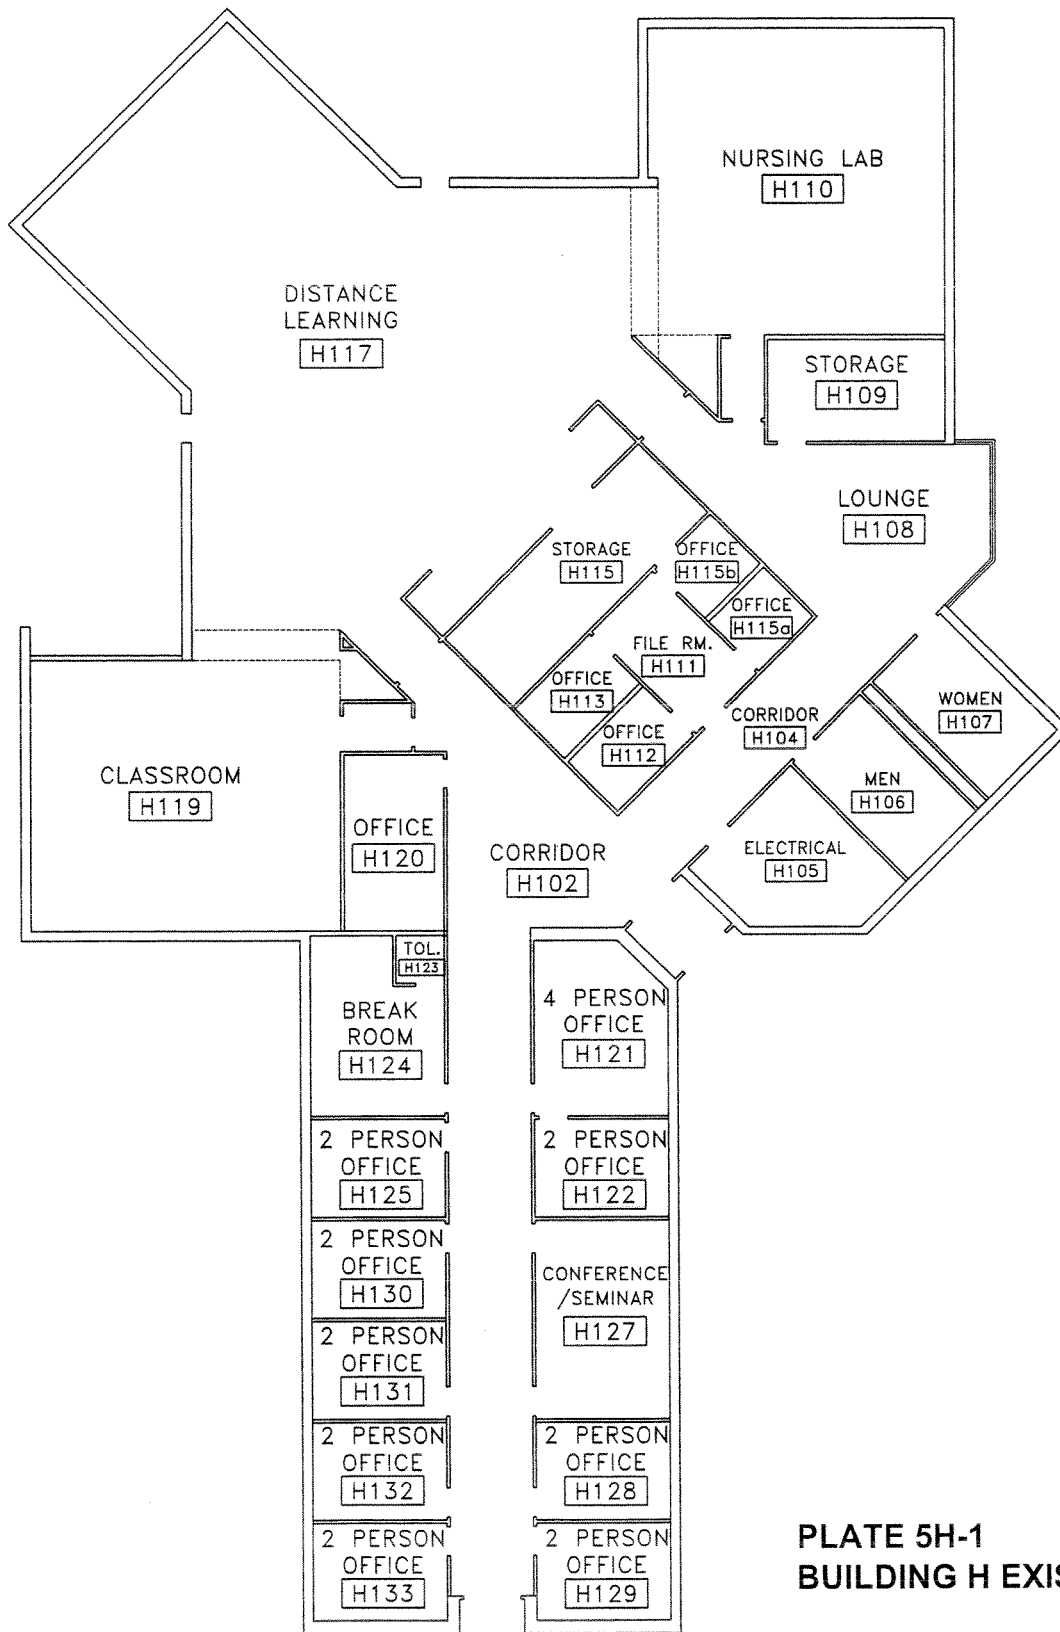 NURSING LAB
H110
DISTANCE
LEARNING
H117
STORAGE
H109
LOUNGE
H108
STORAGE
H115
OFFICE
H115b
OFFICE
H115a
FILE RM.
H111
OFFICE
H113
OFFICE
H112
CORRIDOR
H104
WOMEN
H107
MEN
H106
ELECTRICAL
H105
CLASSROOM
H119
OFFICE
H120
CORRIDOR
H102
TOL.
H123
BREAK
ROOM
H124
4 PERSON
OFFICE
H121
2 PERSON
OFFICE
H125
2 PERSON
OFFICE
H122
2 PERSON
OFFICE
H130
CONFERENCE
/SEMINAR
H127
2 PERSON
OFFICE
H131
2 PERSON
OFFICE
H132
2 PERSON
OFFICE
H128
2 PERSON
OFFICE
H133
2 PERSON
OFFICE
H129
PLATE 5H-1
BUILDING H EXIS